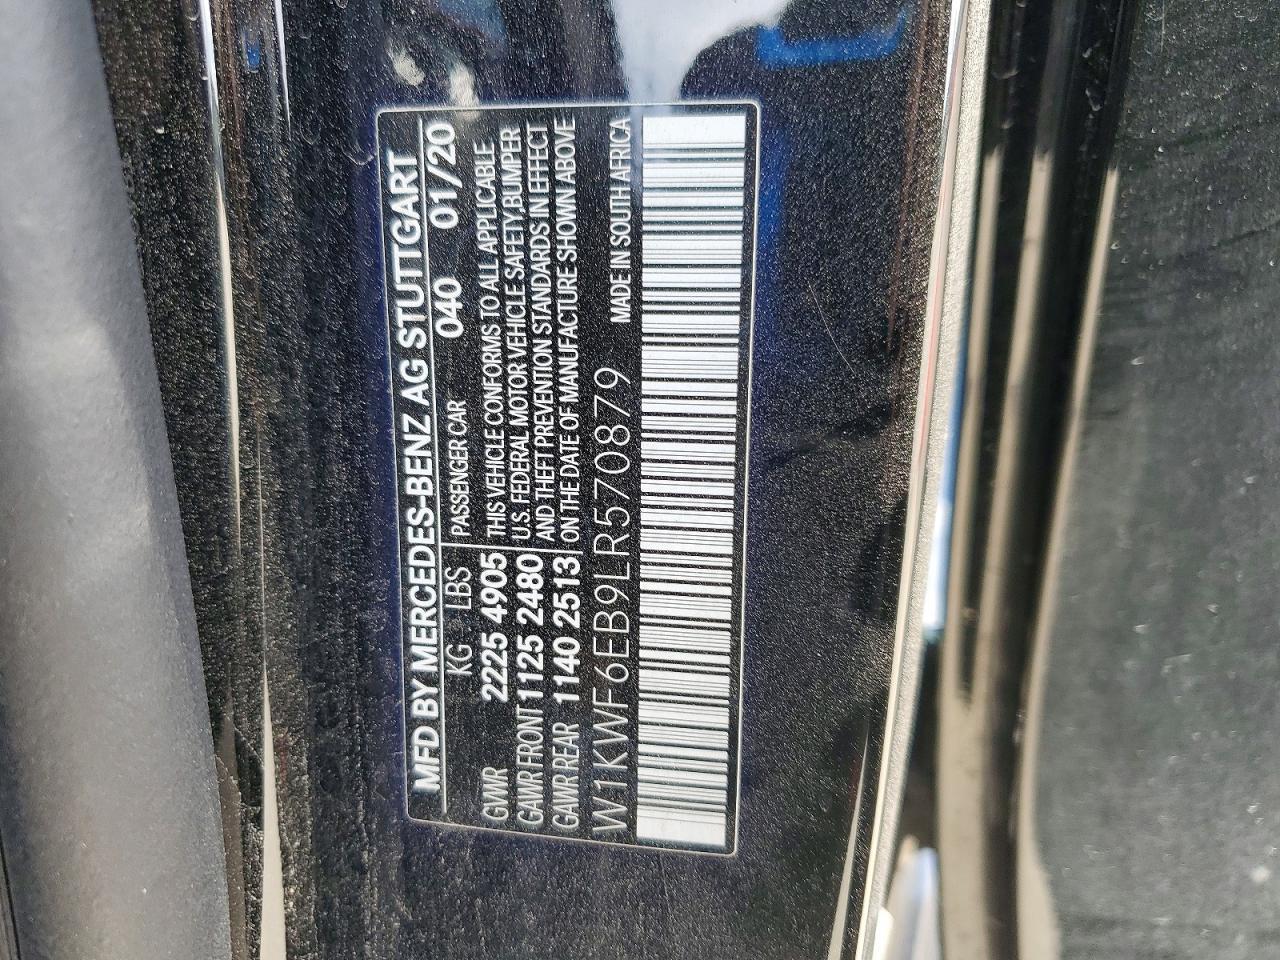 MFD BY MERCEDES-BENZ AG STUTTGART
KG LBS PASSENGER CAR 040 01/20
GVWR 2225 4905 THIS VEHICLE CONFORMS TO ALL APPLICABLE
GAWR FRONT 1125 2480 U.S. FEDERAL MOTOR VEHICLE SAFETY, BUMPER
GAWR REAR 1140 2513 AND THEFT PREVENTION STANDARDS IN EFFECT
ON THE DATE OF MANUFACTURE SHOWN ABOVE
W1KWF6EB9LR570879 MADE IN SOUTH AFRICA